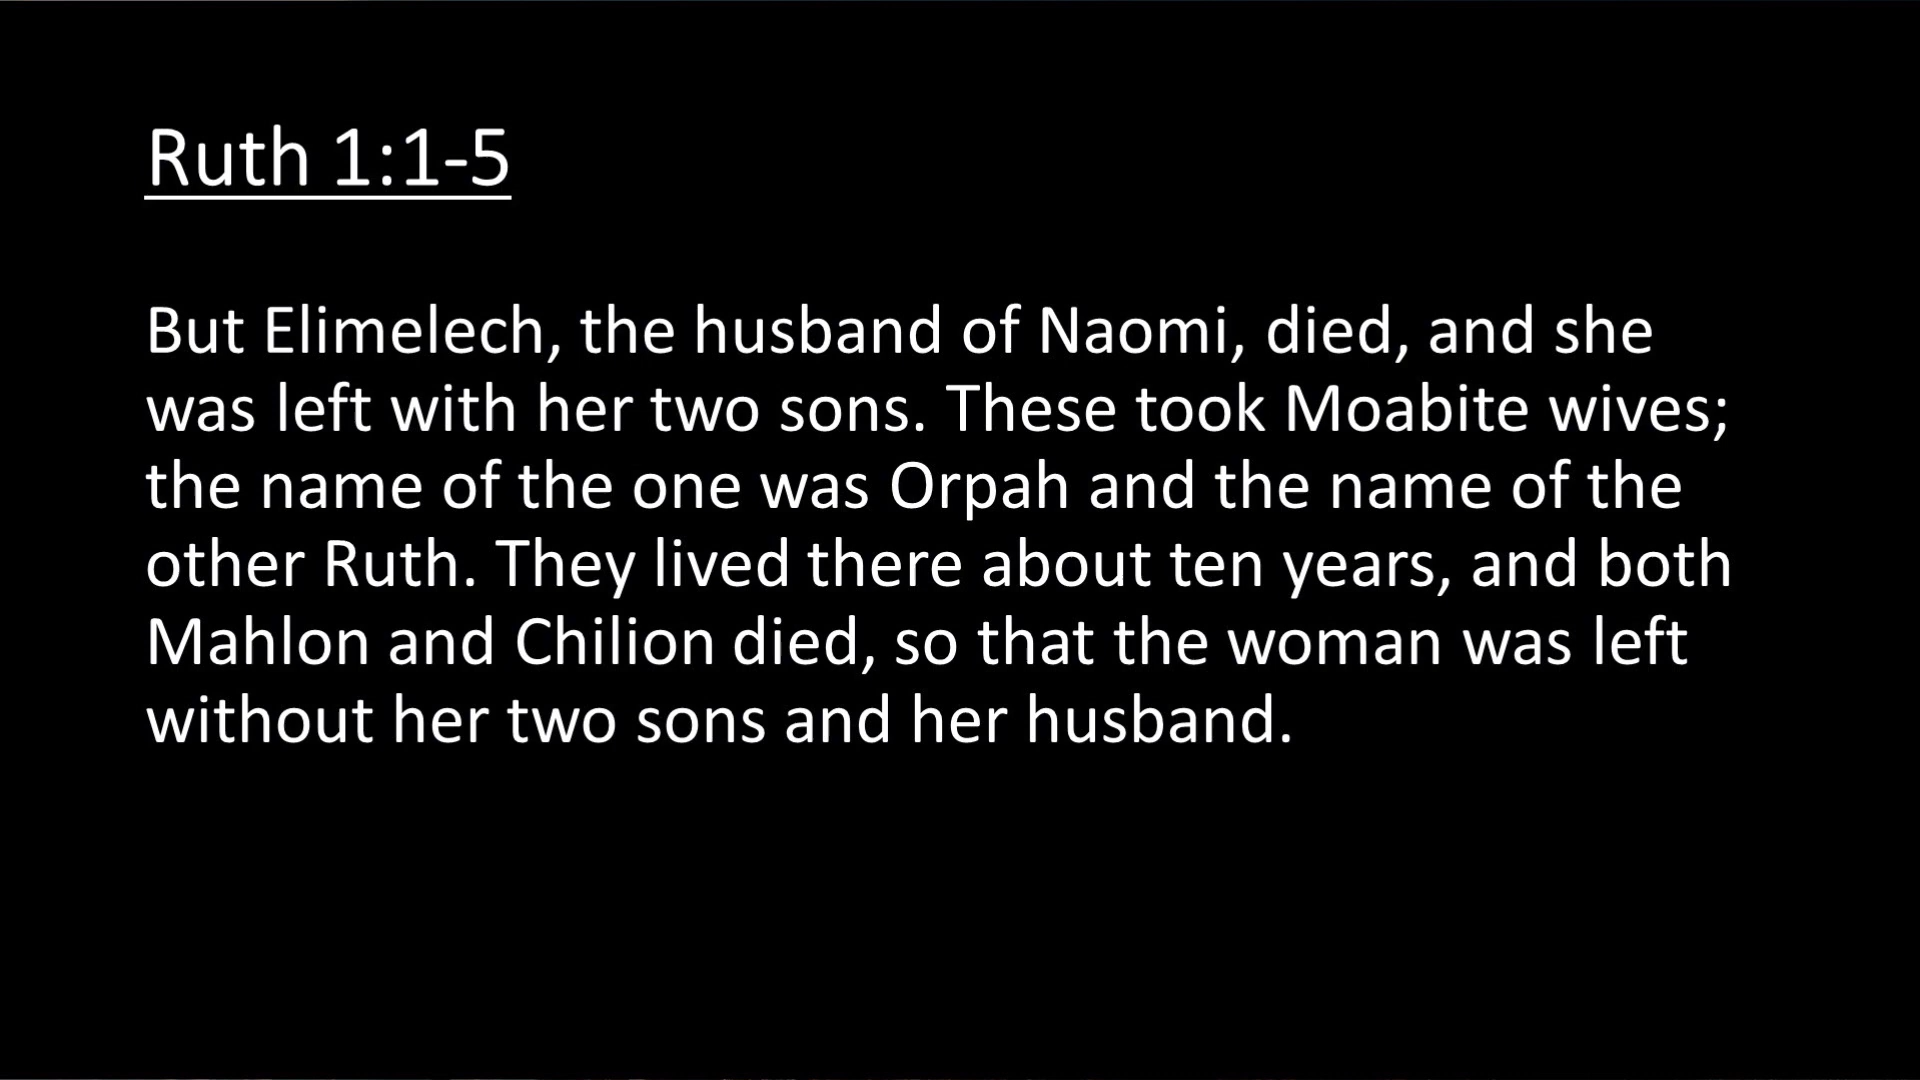 Ruth 1:1-5
But Elimelech, the husband of Naomi, died, and she
was left with her two sons. These took Moabite wives;
the name of the one was Orpah and the name of the
other Ruth. They lived there about ten years, and both
Mahlon and Chilion died, so that the woman was left
without her two sons and her husband.